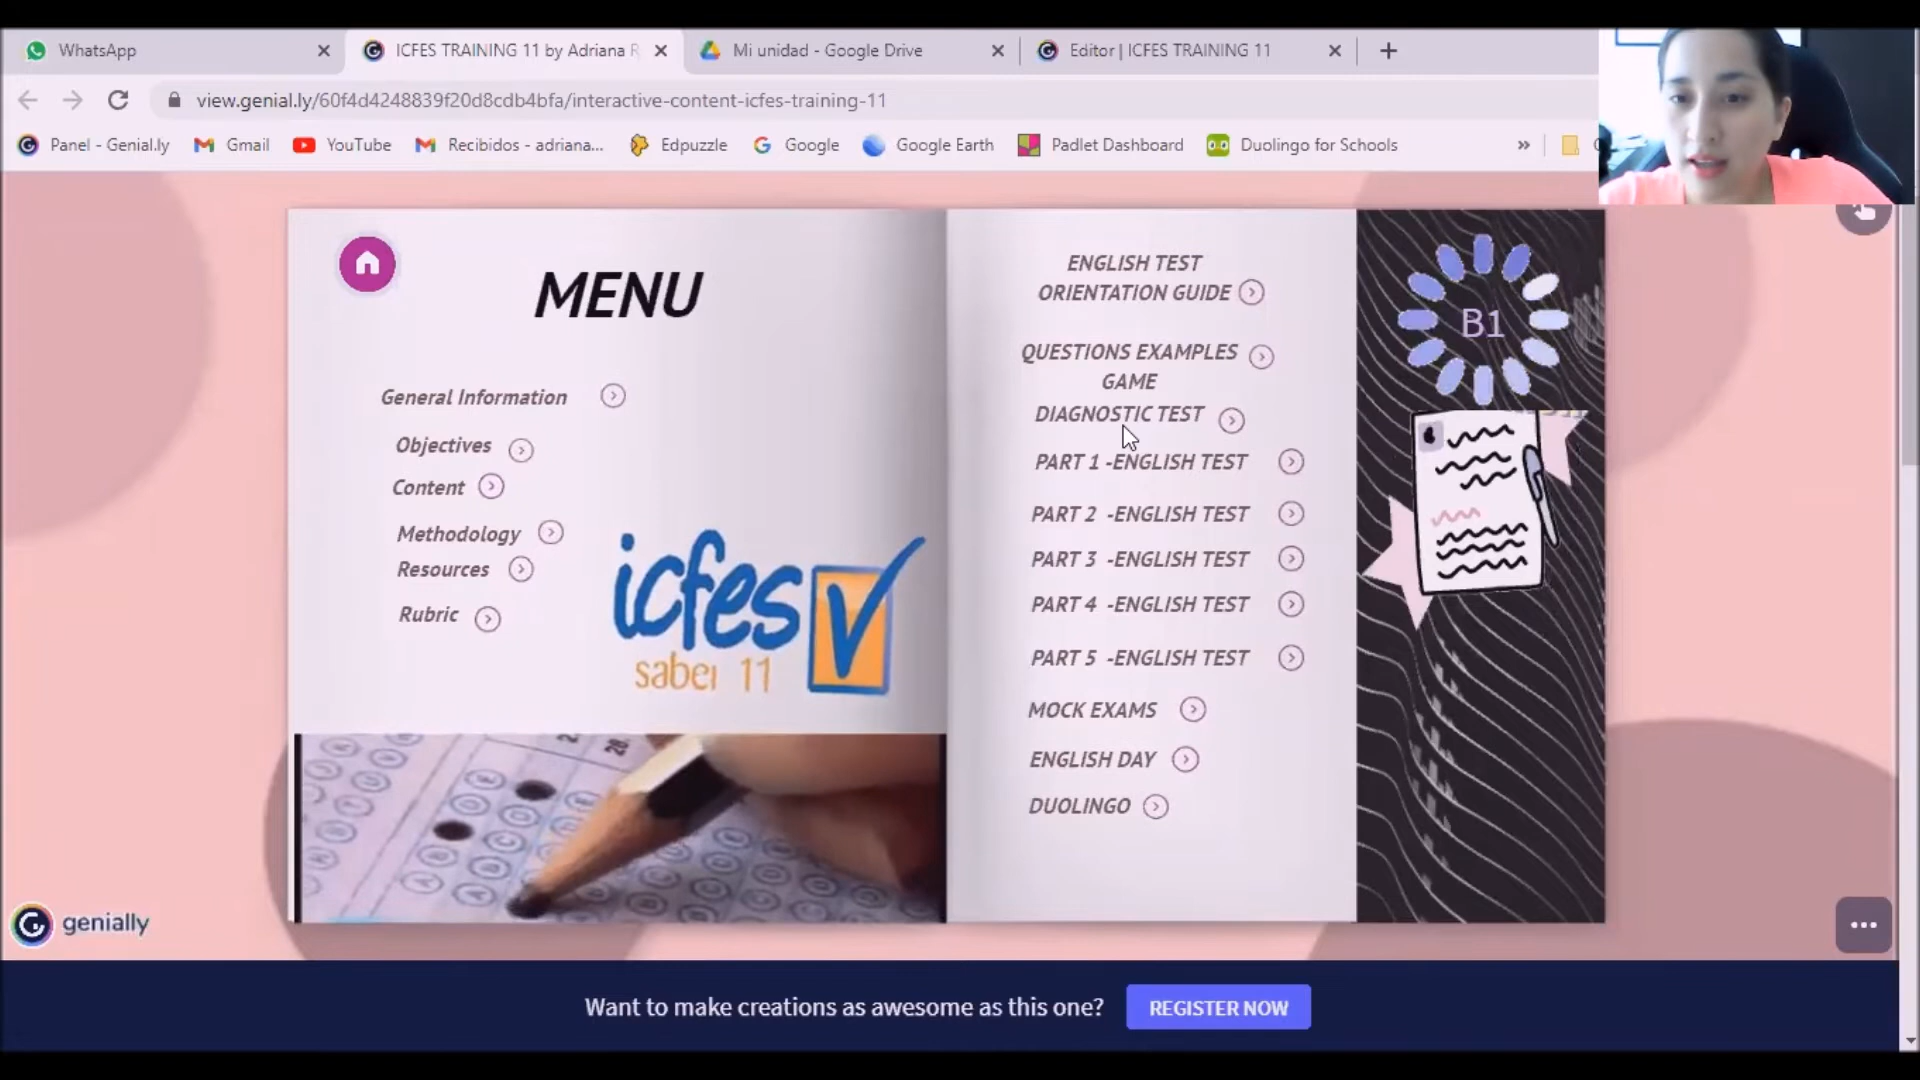 WhatsApp
ICFES TRAINING 11 by Adriana R
Mi unidad - Google Drive
Editor | ICFES TRAINING 11
view.genial.ly/60f4d4248839f20d8cdb4bfa/interactive-content-icfes-training-11
Panel - Genial.ly
Gmail
YouTube
Recibidos - adriana...
Edpuzzle
Google
Google Earth
Padlet Dashboard
Duolingo for Schools
»
MENU
General Information
Objectives
Content
Methodology
Resources
Rubric
icfes
saber 11
ENGLISH TEST
ORIENTATION GUIDE
QUESTIONS EXAMPLES
GAME
DIAGNOSTIC TEST
PART 1 -ENGLISH TEST
PART 2 -ENGLISH TEST
PART 3 -ENGLISH TEST
PART 4 -ENGLISH TEST
PART 5 -ENGLISH TEST
MOCK EXAMS
ENGLISH DAY
DUOLINGO
B1
genially
Want to make creations as awesome as this one?
REGISTER NOW